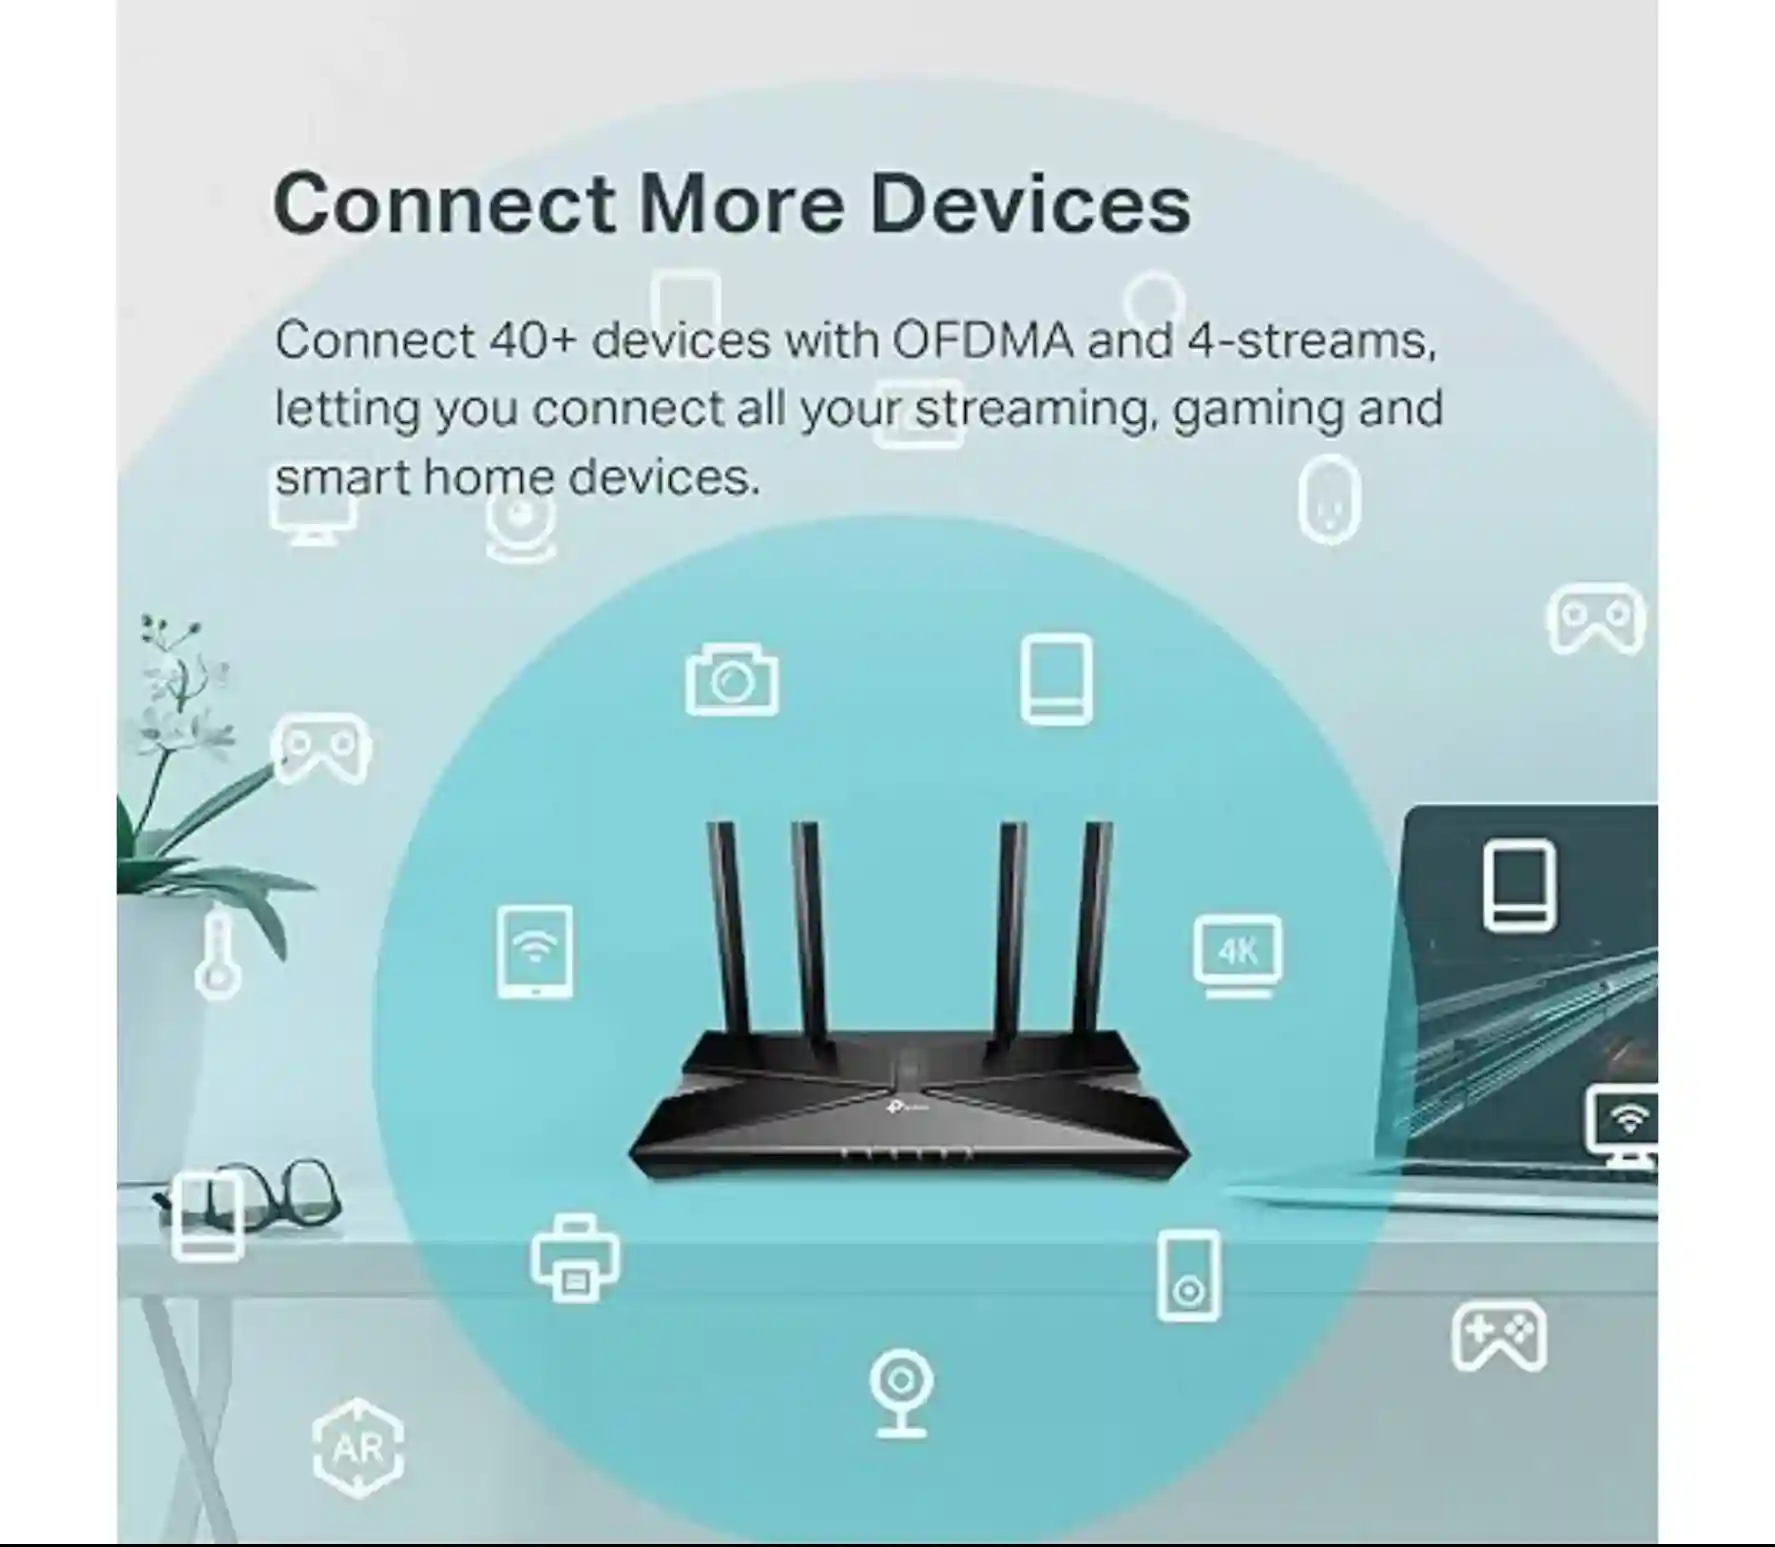 Connect More Devices
Connect 40+ devices with OFDMA and 4-streams,
letting you connect all your streaming, gaming and
smart home devices.
4K
AR